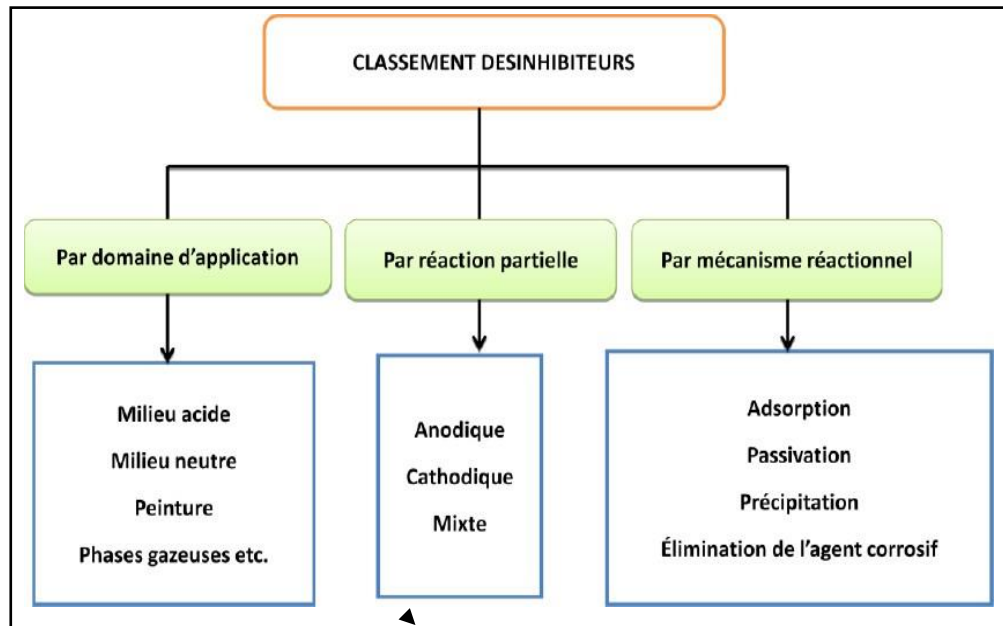 CLASSEMENT DESINHIBITEURS
Par domaine d'application
Par réaction partielle
Par mécanisme réactionnel
Milieu acide
Milieu neutre
Peinture
Phases gazeuses etc.
Anodique
Cathodique
Mixte
Adsorption
Passivation
Précipitation
Élimination de l'agent corrosif